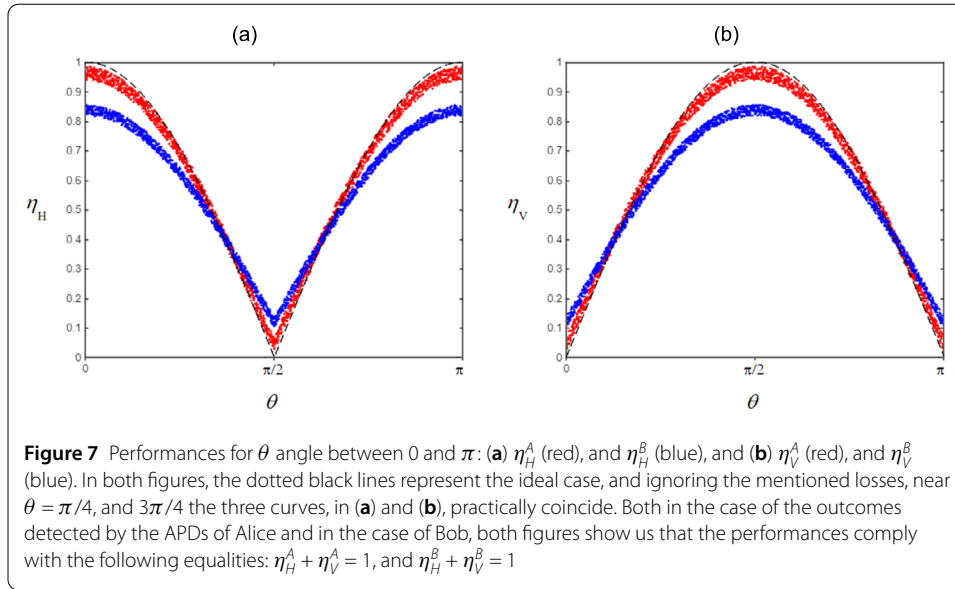 (a)
(b)
1
0.9
0.8
0.7
0.6
0.5
0.4
0.3
0.2
0.1
0
η_H
0
π/2
π
θ
1
0.9
0.8
0.7
0.6
0.5
0.4
0.3
0.2
0.1
0
η_V
0
π/2
π
θ
Figure 7 Performances for θ angle between 0 and π: (a) η_H^A (red), and η_H^B (blue), and (b) η_V^A (red), and η_V^B
(blue). In both figures, the dotted black lines represent the ideal case, and ignoring the mentioned losses, near
θ = π/4, and 3π/4 the three curves, in (a) and (b), practically coincide. Both in the case of the outcomes
detected by the APDs of Alice and in the case of Bob, both figures show us that the performances comply
with the following equalities: η_H^A + η_V^A = 1, and η_H^B + η_V^B = 1